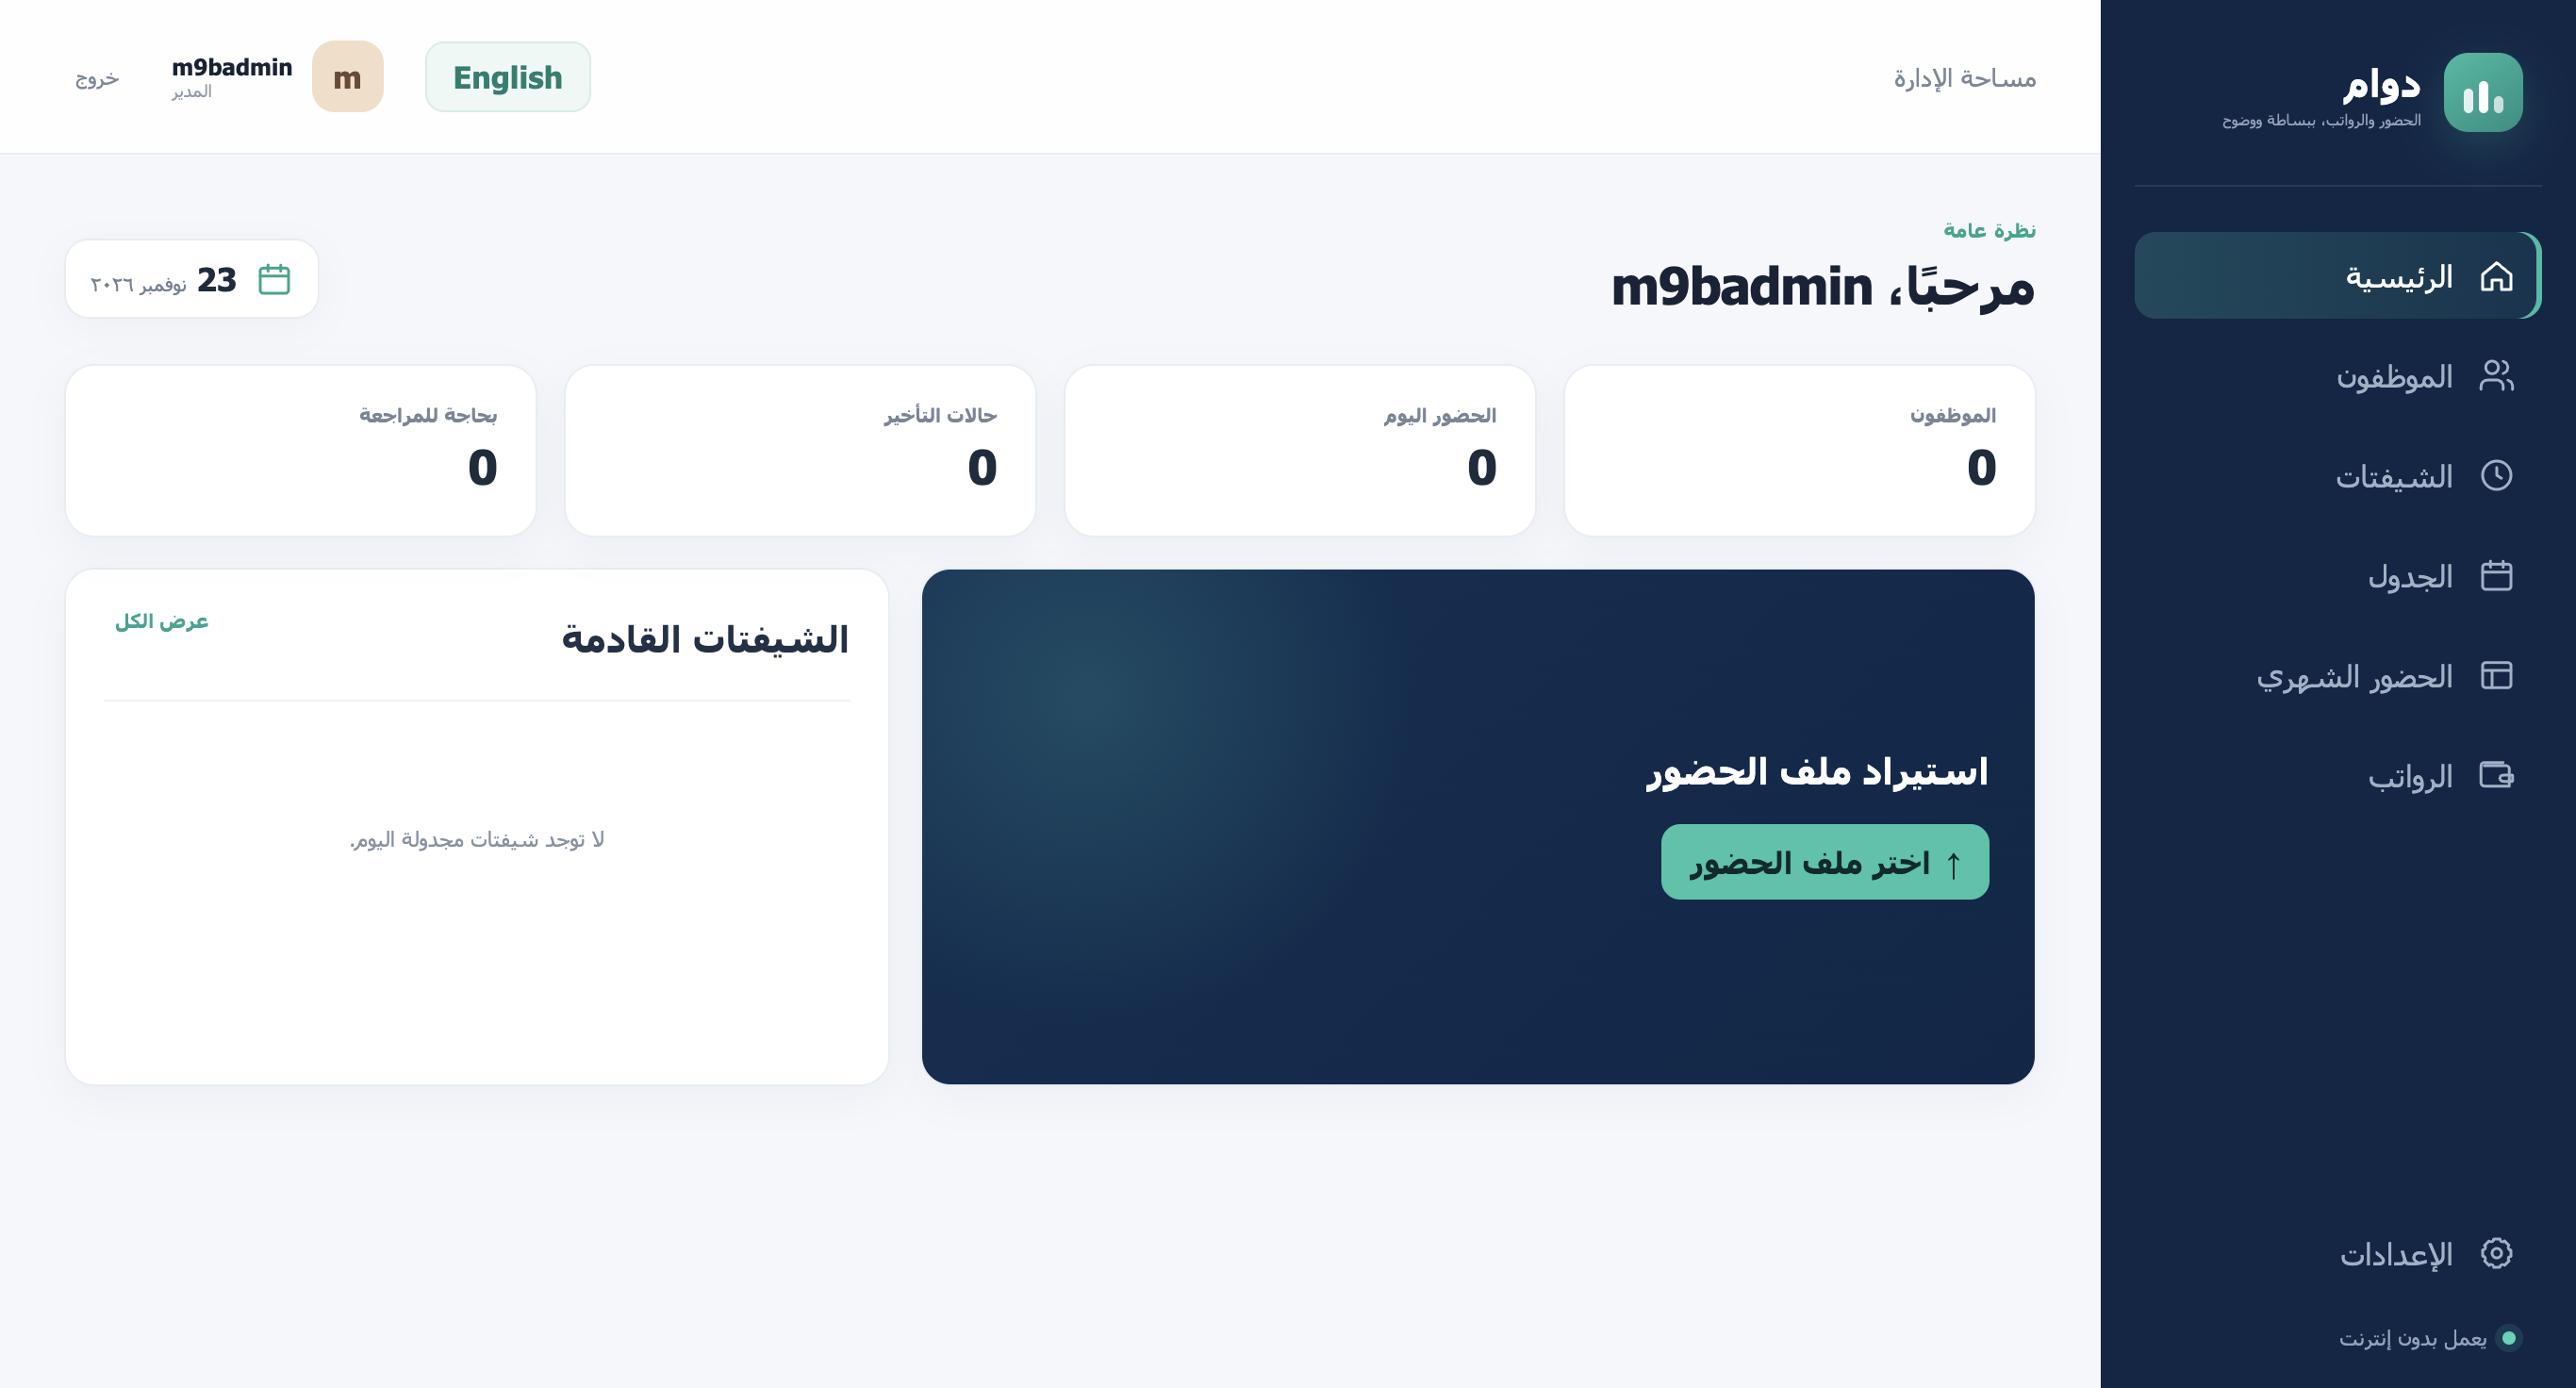 دوام
الحضور والرواتب، ببساطة ووضوح
الرئيسية
الموظفون
الشيفتات
الجدول
الحضور الشهري
الرواتب
الإعدادات
يعمل بدون إنترنت
مساحة الإدارة
English
m
m9badmin
المدير
خروج
نظرة عامة
مرحبًا، m9badmin
23 نوفمبر ٢٠٢٦
الموظفون
0
الحضور اليوم
0
حالات التأخير
0
بحاجة للمراجعة
0
استيراد ملف الحضور
↑ اختر ملف الحضور
الشيفتات القادمة
عرض الكل
لا توجد شيفتات مجدولة اليوم.